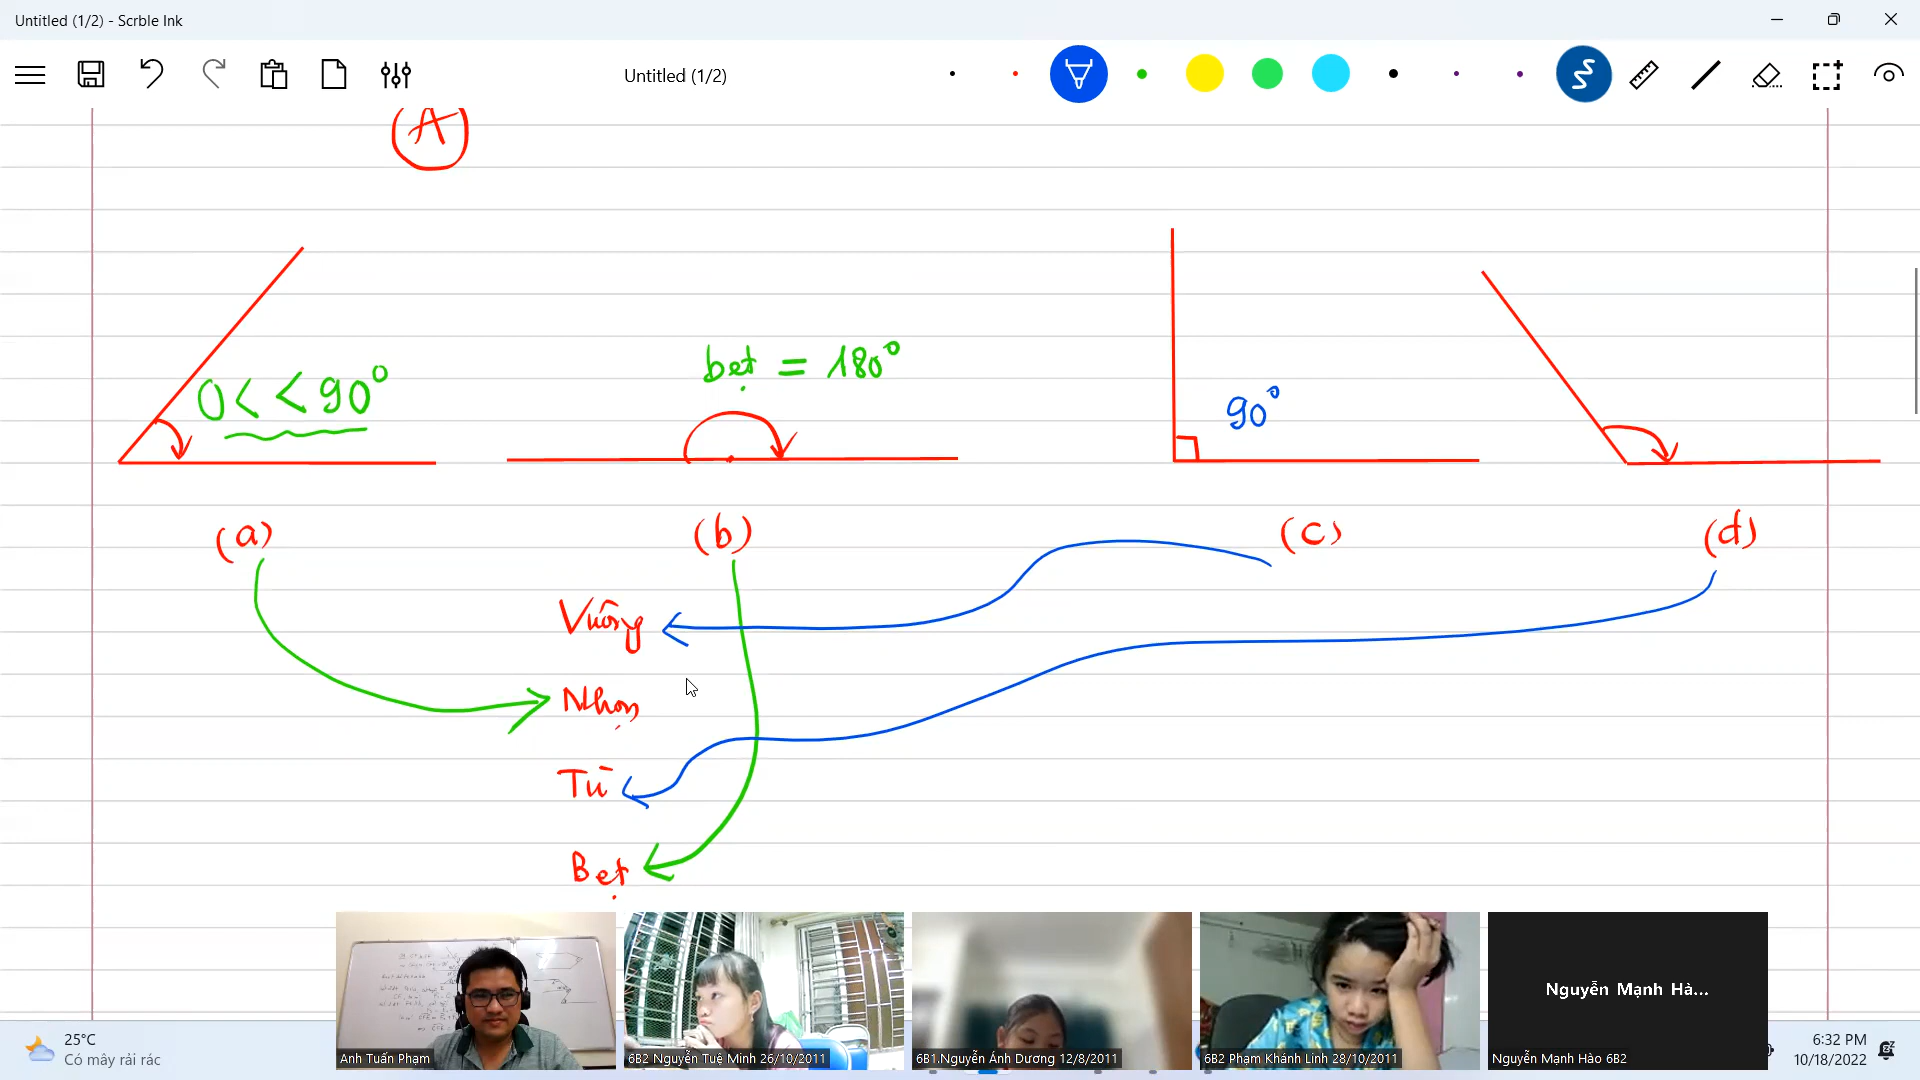 Untitled (1/2) - Scrble Ink
Untitled (1/2)
(A)
0< <90°
bẹt = 180°
90°
(a) (b) (c) (d)
Vuông
Nhọn
Tù
Bẹt
Anh Tuấn Phạm
6B2 Nguyễn Tuệ Minh 26/10/2011
6B1.Nguyễn Ánh Dương 12/8/2011
6B2 Phạm Khánh Linh 28/10/2011
Nguyễn Mạnh Hà...
Nguyễn Mạnh Hào 6B2
25°C
Có mây rải rác
6:32 PM
10/18/2022